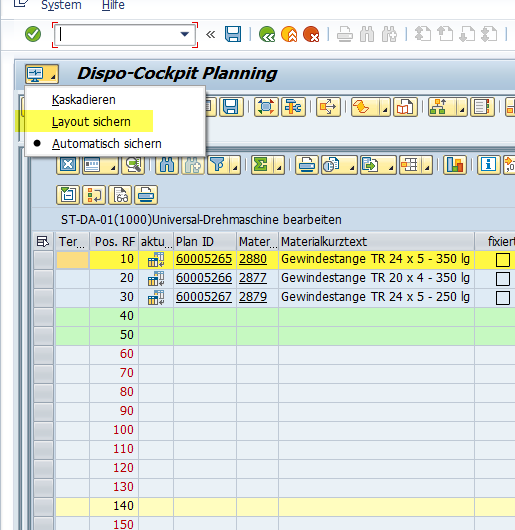 System Hilfe
Dispo-Cockpit Planning
Kaskadieren
Layout sichern
Automatisch sichern
ST-DA-01(1000)Universal-Drehmaschine bearbeiten
Ter... Pos. RF aktu. Plan ID Mater.. Materialkurztext fixiert
10 60005265 2880 Gewindestange TR 24 x 5 - 350 lg
20 60005266 2877 Gewindestange TR 20 x 4 - 350 lg
30 60005267 2879 Gewindestange TR 24 x 5 - 250 lg
40
50
60
70
80
90
100
110
120
130
140
150